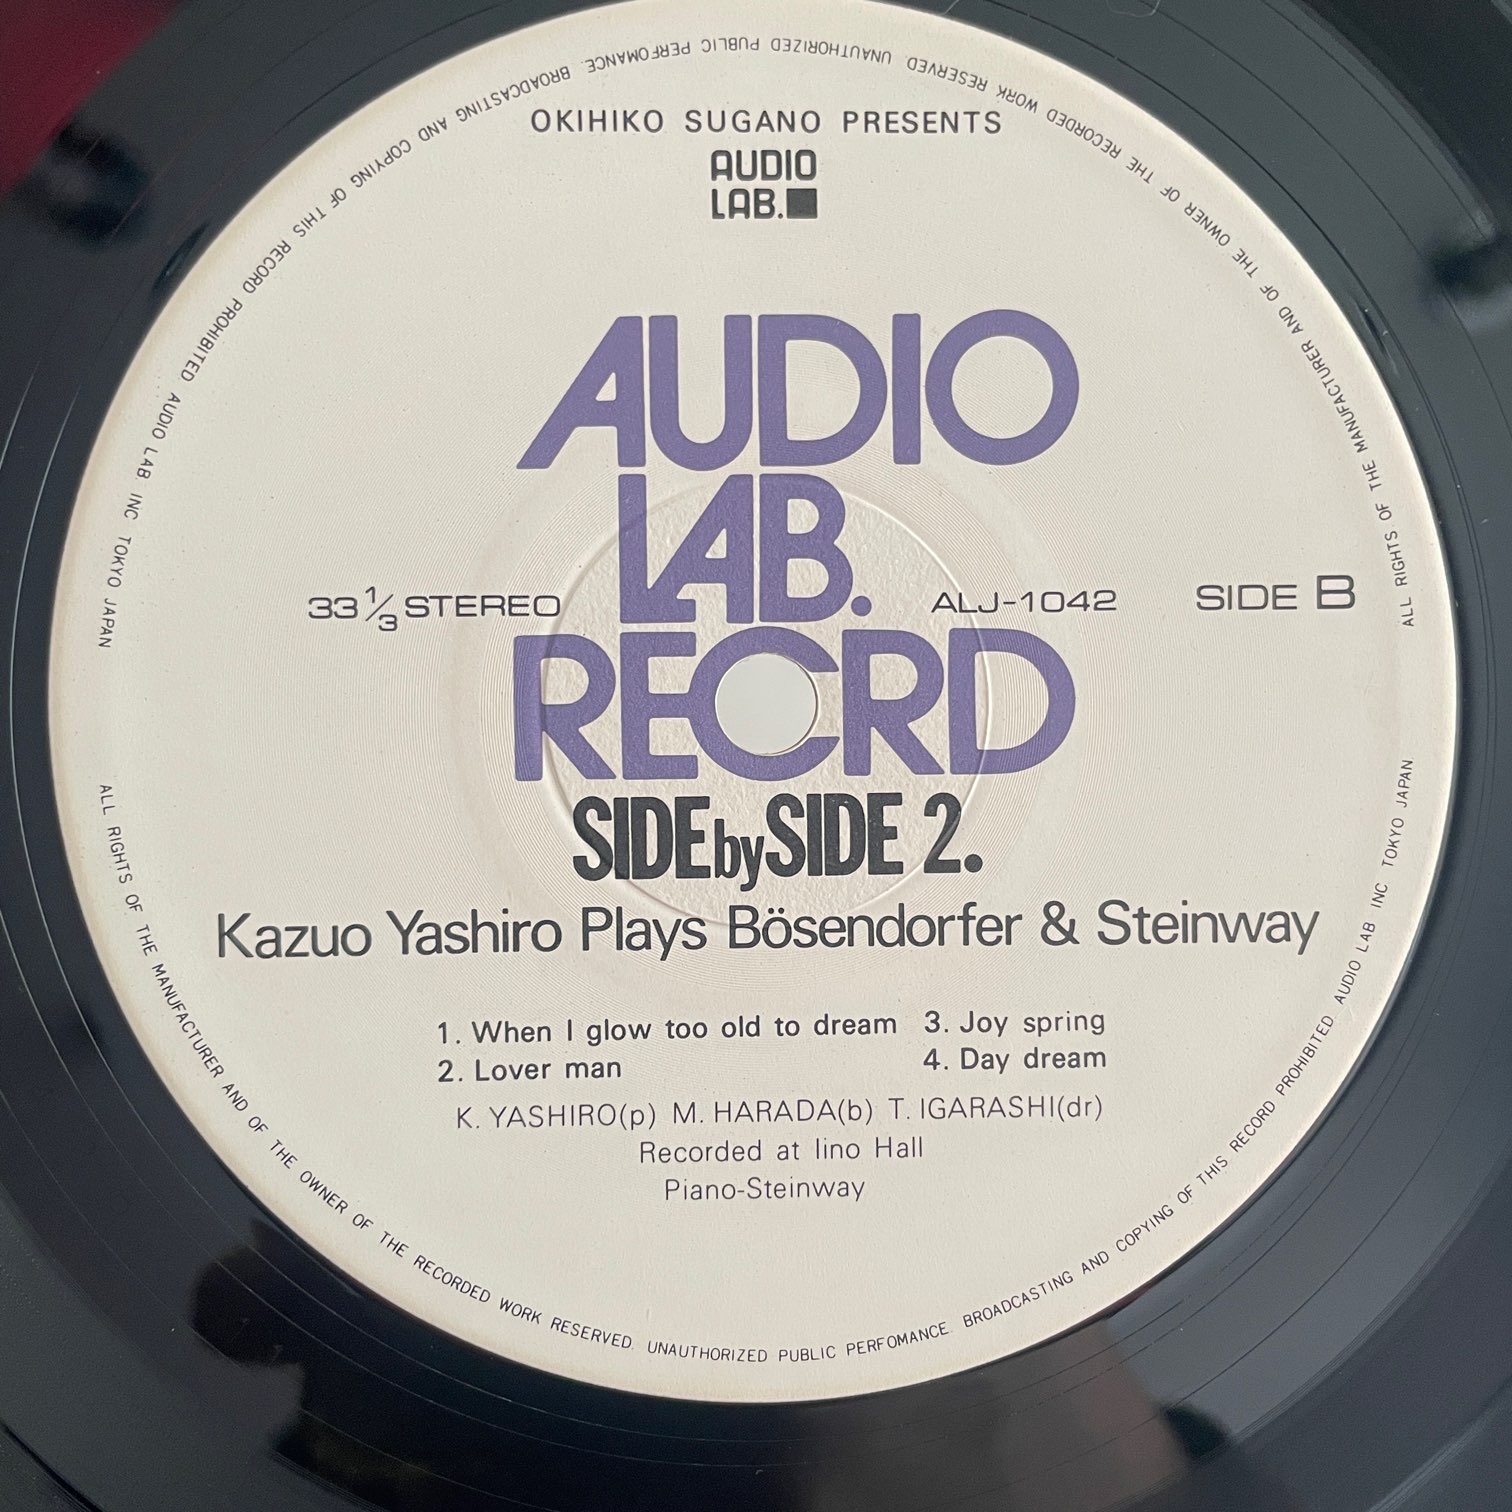 OKIHIKO SUGANO PRESENTS
AUDIO
LAB.
AUDIO
LAB.
RECRD
33 1/3 STEREO
ALJ-1042
SIDE B
SIDE by SIDE 2.
Kazuo Yashiro Plays Bösendorfer & Steinway
1. When I glow too old to dream
2. Lover man
3. Joy spring
4. Day dream
K. YASHIRO(p) M. HARADA(b) T. IGARASHI(dr)
Recorded at Iino Hall
Piano-Steinway
ALL RIGHTS OF THE MANUFACTURER AND OF THE OWNER OF THE RECORDED WORK RESERVED. UNAUTHORIZED PUBLIC PERFOMANCE. BROADCASTING AND COPYING OF THIS RECORD PROHIBITED AUDIO LAB INC TOKYO JAPAN
ALL RIGHTS OF THE MANUFACTURER AND OF THE OWNER OF THE RECORDED WORK RESERVED UNAUTHORIZED PUBLIC PERFOMANCE. BROADCASTING AND COPYING OF THIS RECORD PROHIBITED AUDIO LAB. INC TOKYO JAPAN